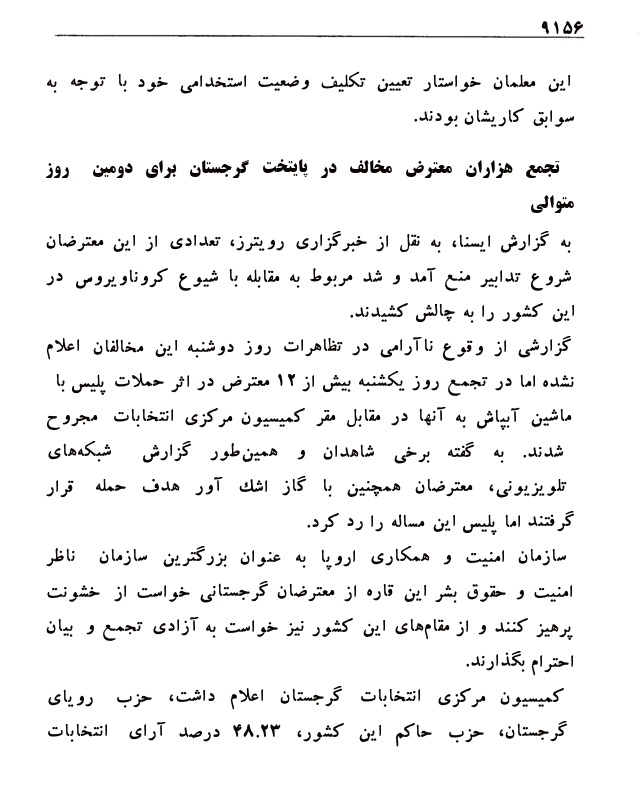 ۹۱۵۶
این معلمان خواستار تعیین تکلیف وضعیت استخدامی خود با توجه به
سوابق کاریشان بودند.
تجمع هزاران معترض مخالف در پایتخت گرجستان برای دومین روز
متوالی
به گزارش ایسنا، به نقل از خبرگزاری رویترز، تعدادی از این معترضان
شروع تدابیر منع آمد و شد مربوط به مقابله با شیوع کروناویروس در
این کشور را به چالش کشیدند.
گزارشی از وقوع ناآرامی در تظاهرات روز دوشنبه این مخالفان اعلام
نشده اما در تجمع روز یکشنبه بیش از ۱۲ معترض در اثر حملات پلیس با
ماشین آبپاش به آنها در مقابل مقر کمیسیون مرکزی انتخابات مجروح
شدند. به گفته برخی شاهدان و همین‌طور گزارش شبکه‌های
تلویزیونی، معترضان همچنین با گاز اشك آور هدف حمله قرار
گرفتند اما پلیس این مساله را رد کرد.
سازمان امنیت و همکاری اروپا به عنوان بزرگترین سازمان ناظر
امنیت و حقوق بشر این قاره از معترضان گرجستانی خواست از خشونت
پرهیز کنند و از مقام‌های این کشور نیز خواست به آزادی تجمع و بیان
احترام بگذارند.
کمیسیون مرکزی انتخابات گرجستان اعلام داشت، حزب رویای
گرجستان، حزب حاکم این کشور، ۴۸.۲۳ درصد آرای انتخابات